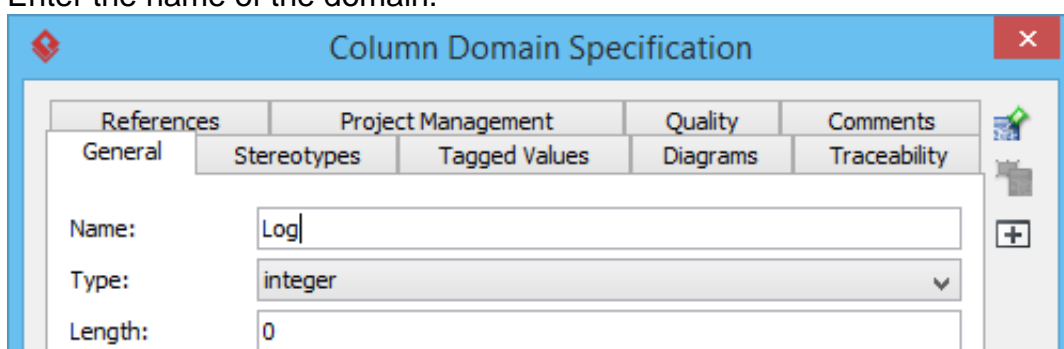 Enter the name of the domain.
Column Domain Specification
References Project Management Quality Comments
General Stereotypes Tagged Values Diagrams Traceability
Name: Log
Type: integer
Length: 0